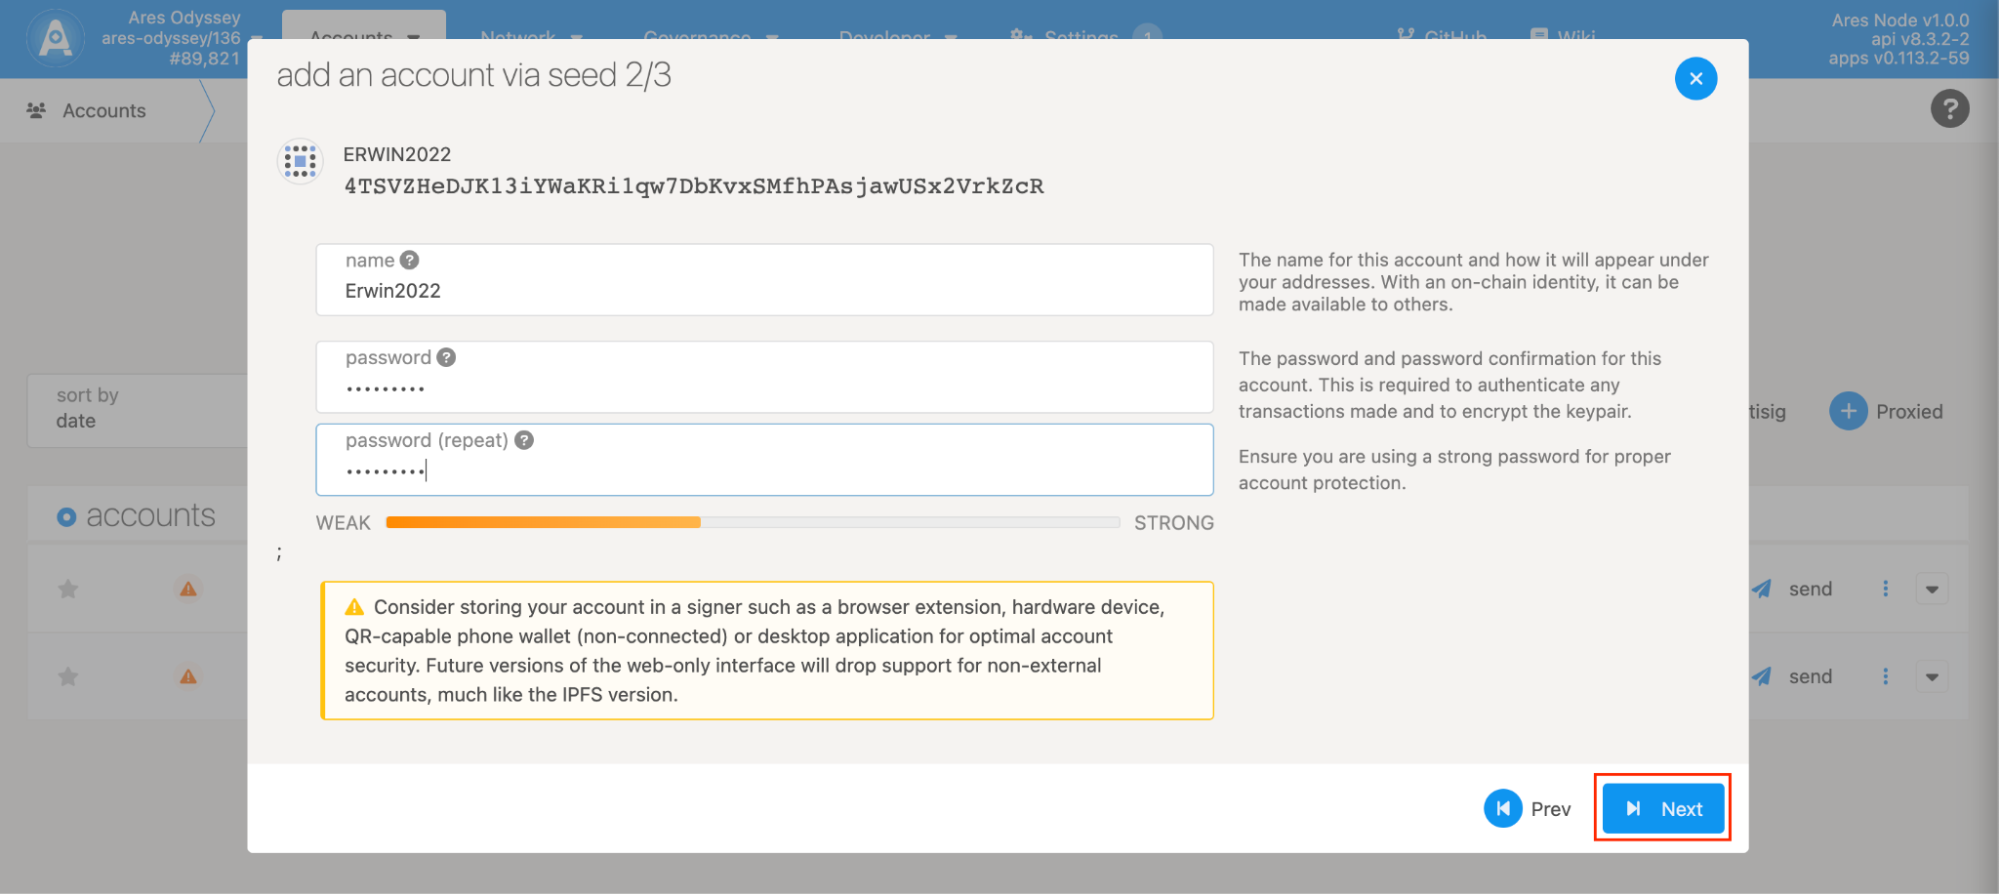 Ares Odyssey
ares-odyssey/136
#89,821
Accounts
Network
Governance
Developer
Settings
1
GitHub
Wiki
Ares Node v1.0.0
api v8.3.2-2
apps v0.113.2-59
Accounts
?
add an account via seed 2/3
ERWIN2022
4TSVZHeDJK13iYWaKRi1qw7DbKvxSMfhPAsjawUSx2VrkZcR
name ?
Erwin2022
The name for this account and how it will appear under
your addresses. With an on-chain identity, it can be
made available to others.
password ?
•••••••••
The password and password confirmation for this
account. This is required to authenticate any
transactions made and to encrypt the keypair.
password (repeat) ?
•••••••••
Ensure you are using a strong password for proper
account protection.
WEAK
STRONG
;
Consider storing your account in a signer such as a browser extension, hardware device,
QR-capable phone wallet (non-connected) or desktop application for optimal account
security. Future versions of the web-only interface will drop support for non-external
accounts, much like the IPFS version.
Prev
Next
sort by
date
tisig
Proxied
accounts
send
send